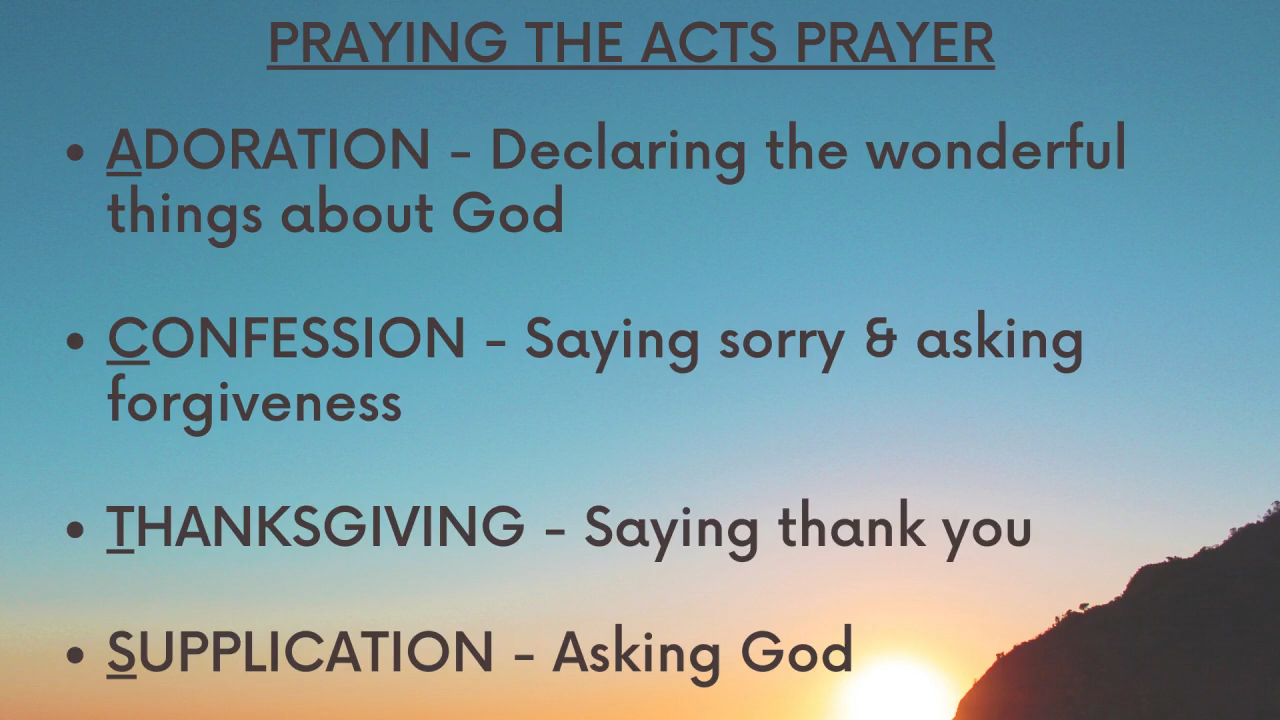 PRAYING THE ACTS PRAYER
• ADORATION - Declaring the wonderful
things about God
• CONFESSION - Saying sorry & asking
forgiveness
• THANKSGIVING - Saying thank you
• SUPPLICATION - Asking God